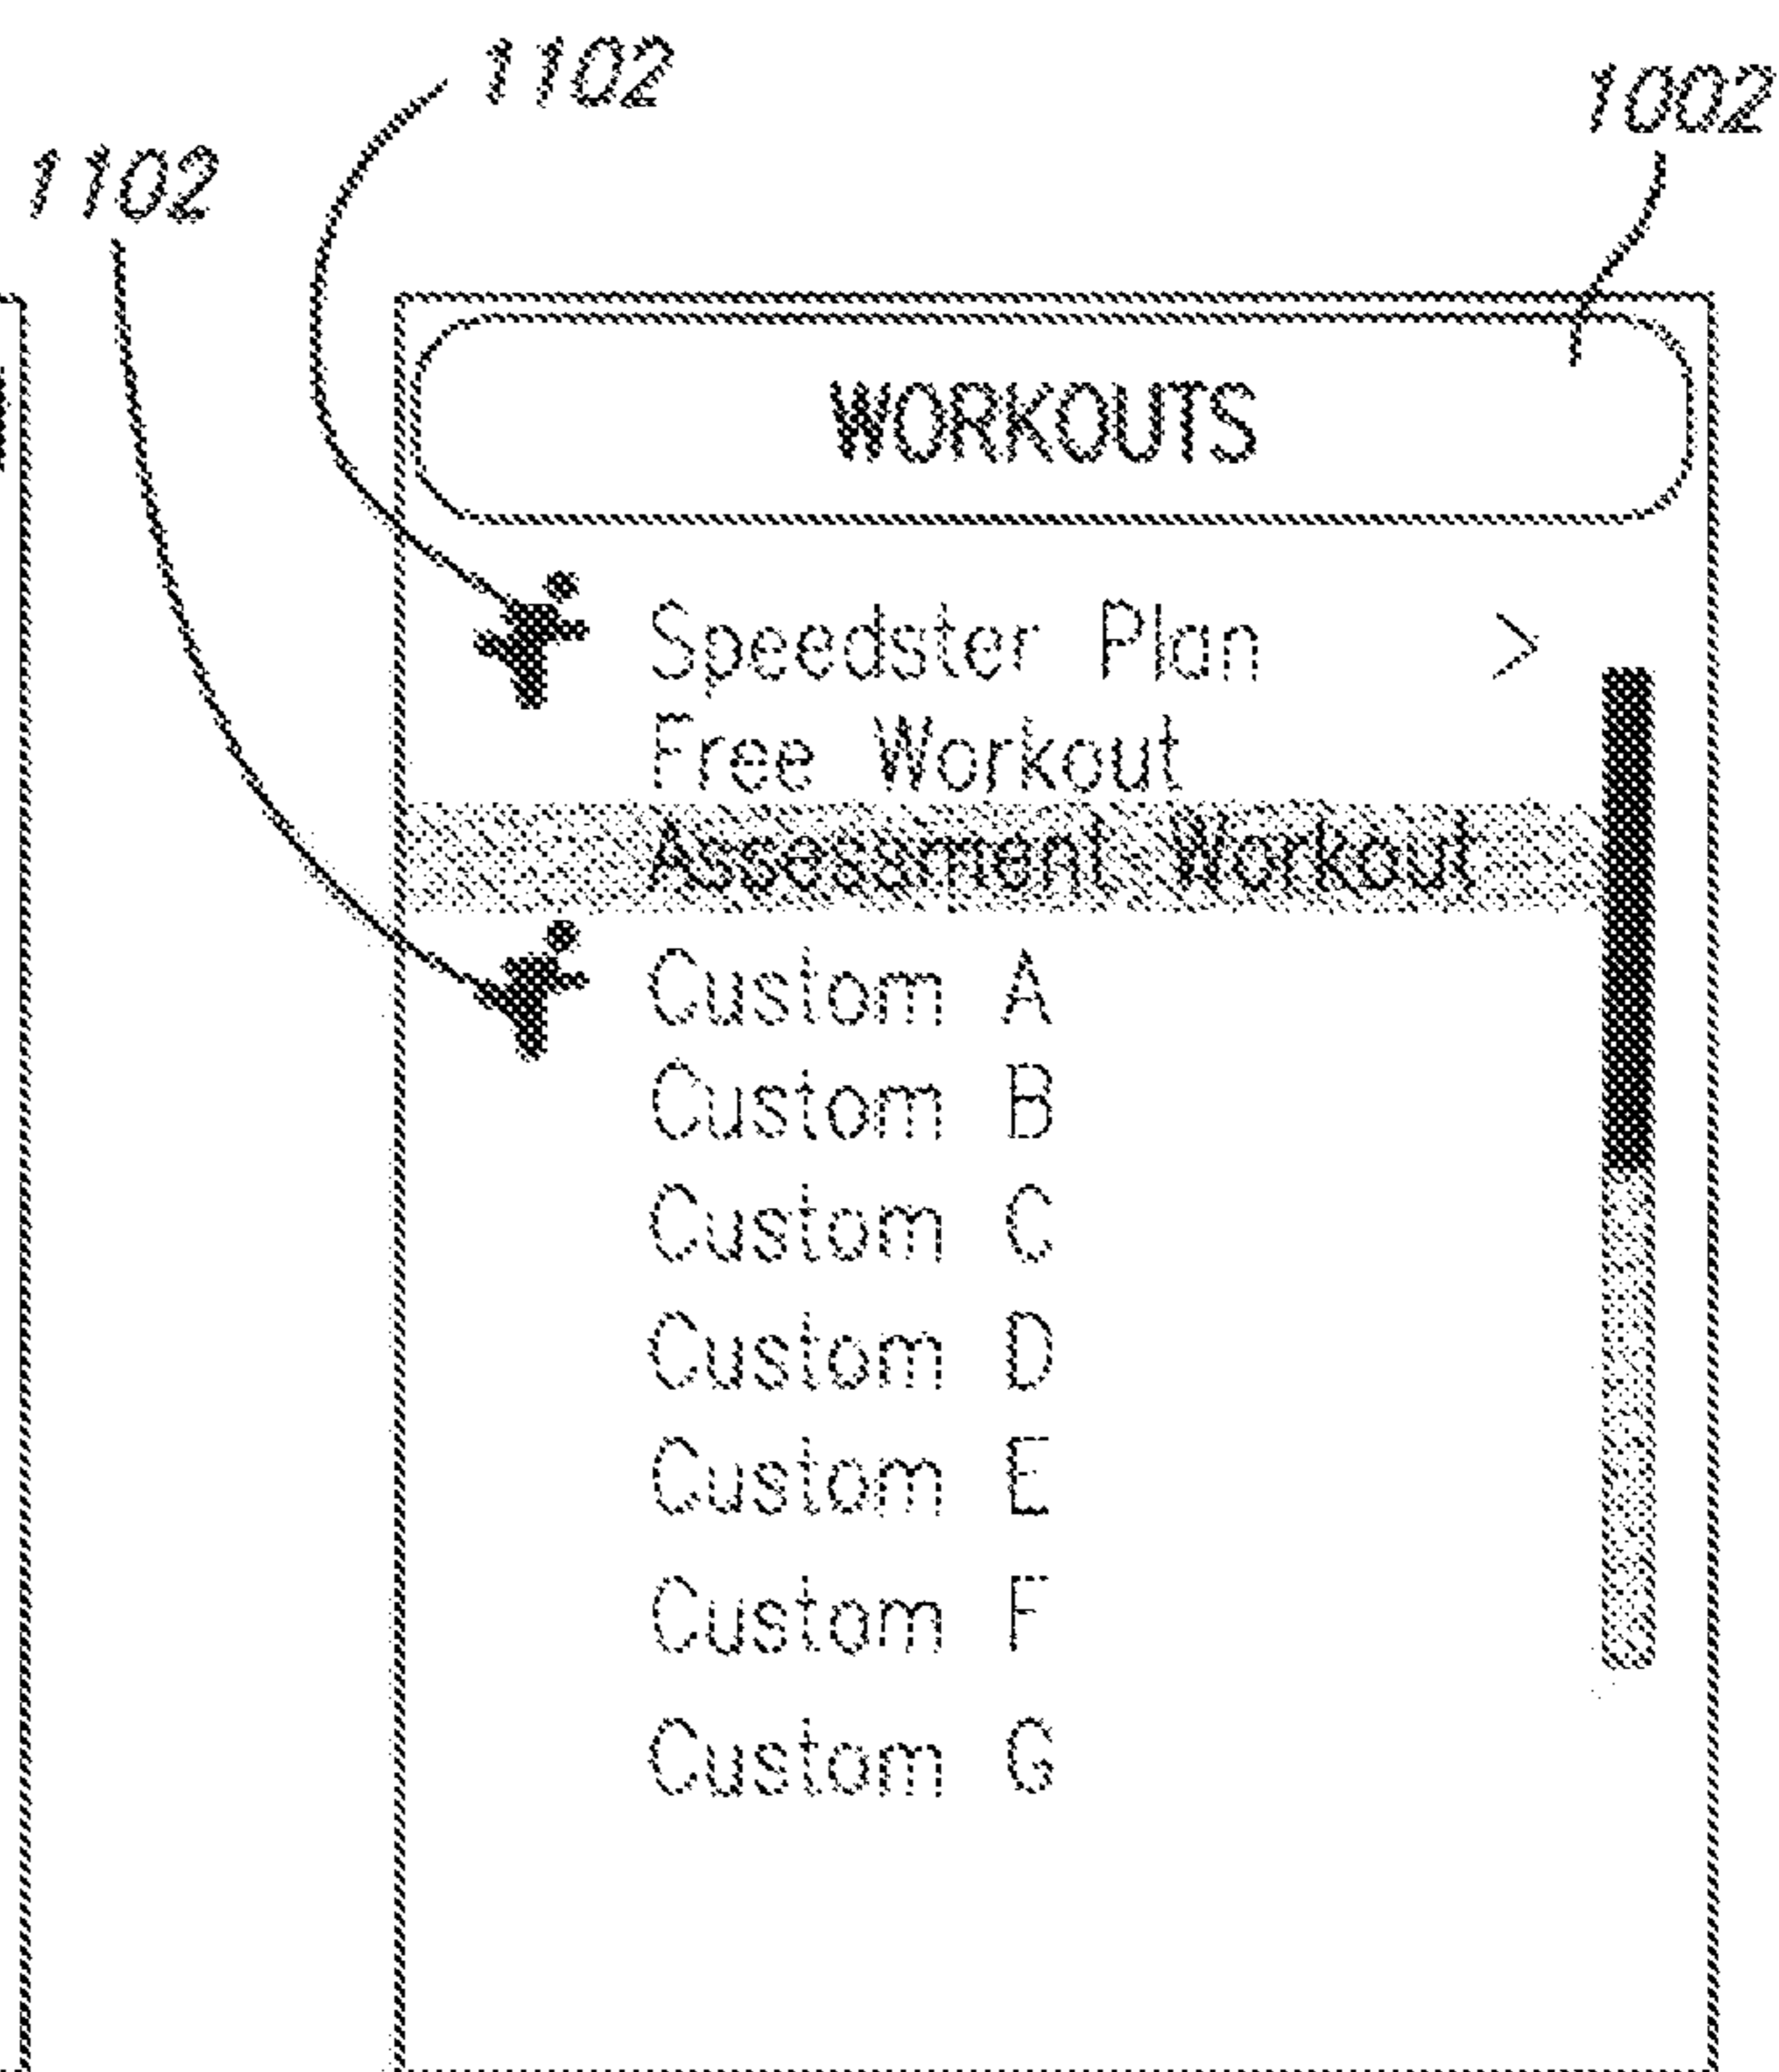 1102
1002
1102
WORKOUTS
Speedster Plan >
Free Workout
Assessment Workout
Custom A
Custom B
Custom C
Custom D
Custom E
Custom F
Custom G